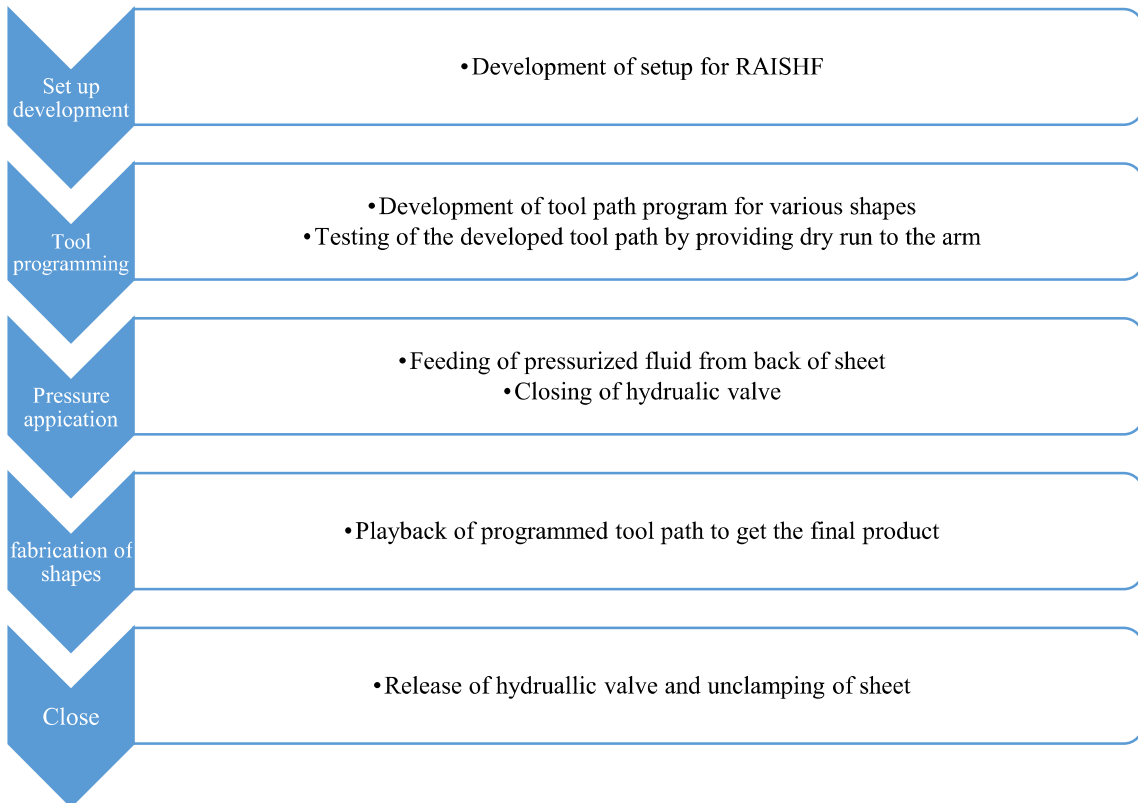 Set up
development
•Development of setup for RAISHF
Tool
programming
•Development of tool path program for various shapes
•Testing of the developed tool path by providing dry run to the arm
Pressure
appication
•Feeding of pressurized fluid from back of sheet
•Closing of hydrualic valve
fabrication of
shapes
•Playback of programmed tool path to get the final product
Close
•Release of hydruallic valve and unclamping of sheet